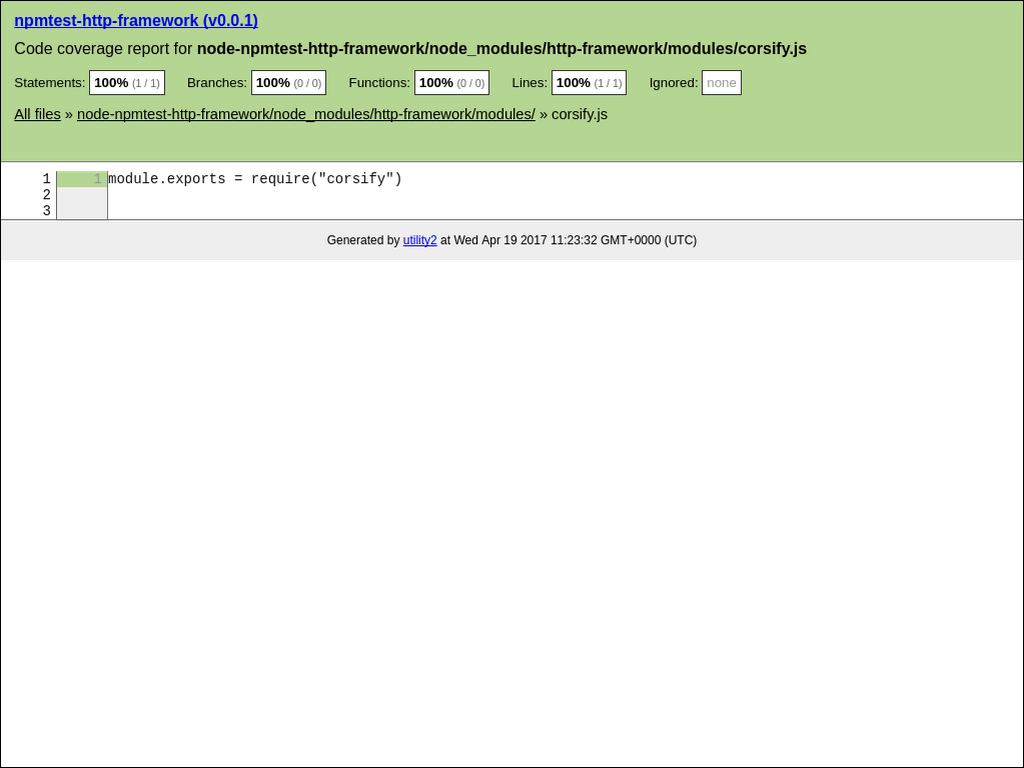 npmtest-http-framework (v0.0.1)
Code coverage report for node-npmtest-http-framework/node_modules/http-framework/modules/corsify.js
Statements: 100% (1 / 1) Branches: 100% (0 / 0) Functions: 100% (0 / 0) Lines: 100% (1 / 1) Ignored: none
All files » node-npmtest-http-framework/node_modules/http-framework/modules/ » corsify.js
1 1 module.exports = require("corsify")
2
3
Generated by utility2 at Wed Apr 19 2017 11:23:32 GMT+0000 (UTC)